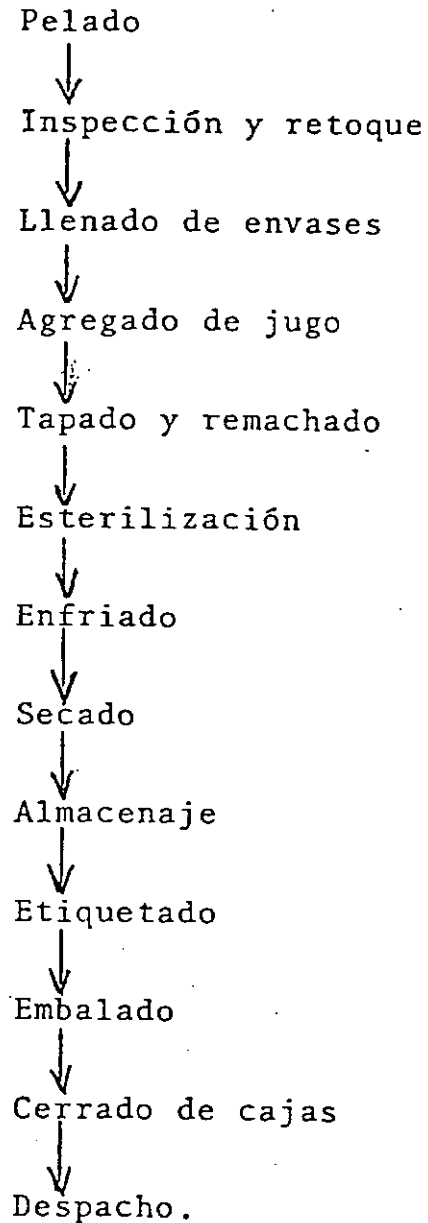 Pelado
Inspección y retoque
Llenado de envases
Agregado de jugo
Tapado y remachado
Esterilización
Enfriado
Secado
Almacenaje
Etiquetado
Embalado
Cerrado de cajas
Despacho.